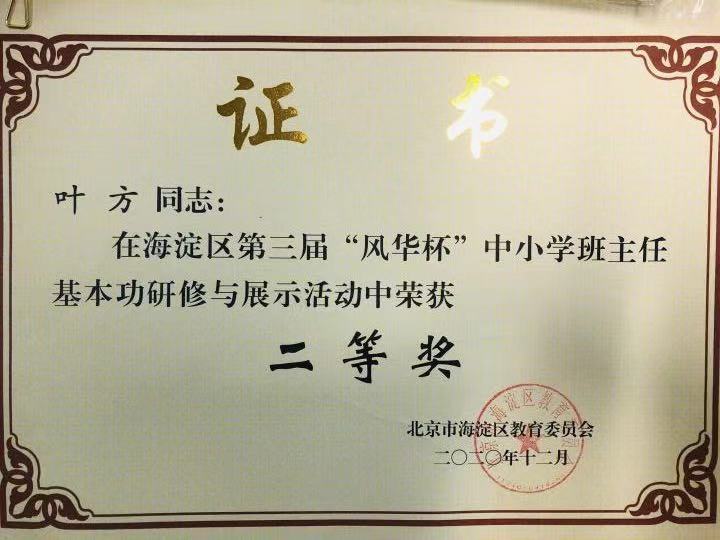 证书
叶方 同志：
在海淀区第三届“风华杯”中小学班主任
基本功研修与展示活动中荣获
二等奖
北京市海淀区教育委员会
二〇二〇年十二月